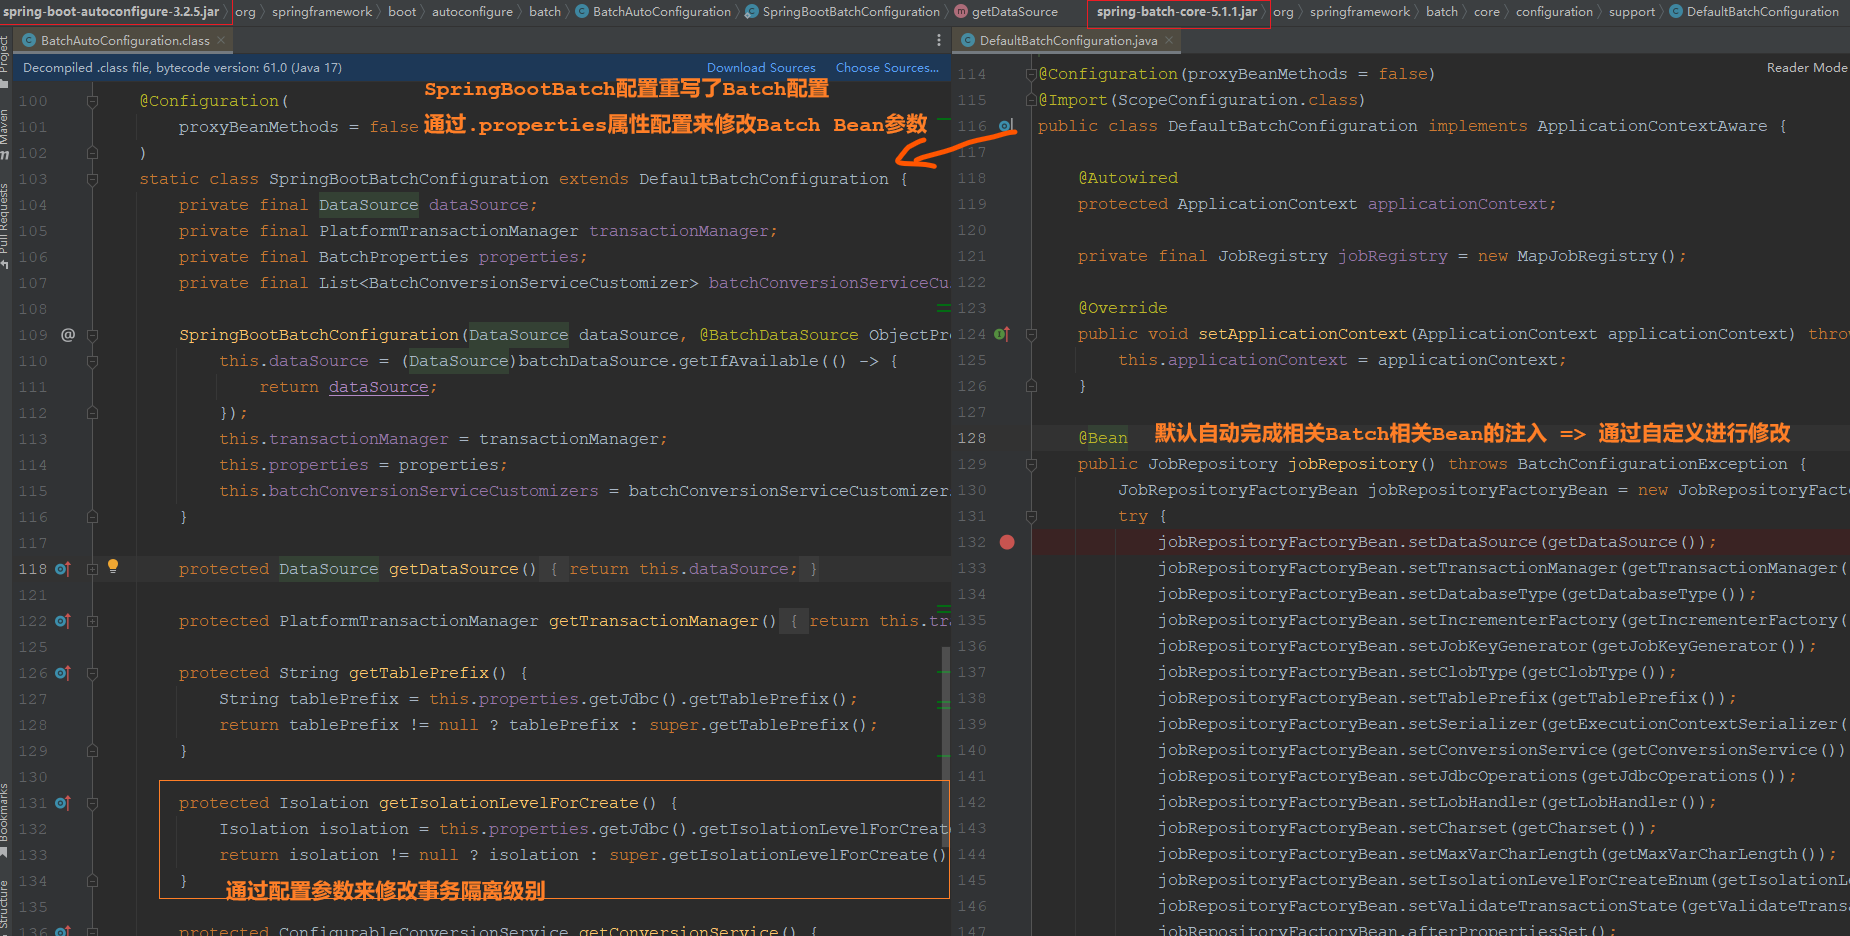 spring-boot-autoconfigure-3.2.5.jar org springframework boot autoconfigure batch BatchAutoConfiguration SpringBootBatchConfiguration getDataSource
BatchAutoConfiguration.class
Decompiled .class file, bytecode version: 61.0 (Java 17) Download Sources Choose Sources...
SpringBootBatch配置重写了Batch配置
通过.properties属性配置来修改Batch Bean参数
100 @Configuration(
101 proxyBeanMethods = false
102 )
103 static class SpringBootBatchConfiguration extends DefaultBatchConfiguration {
104 private final DataSource dataSource;
105 private final PlatformTransactionManager transactionManager;
106 private final BatchProperties properties;
107 private final List<BatchConversionServiceCustomizer> batchConversionServiceCu
108
109 @ SpringBootBatchConfiguration(DataSource dataSource, @BatchDataSource ObjectPr
110 this.dataSource = (DataSource)batchDataSource.getIfAvailable(() -> {
111 return dataSource;
112 });
113 this.transactionManager = transactionManager;
114 this.properties = properties;
115 this.batchConversionServiceCustomizers = batchConversionServiceCustomizer
116 }
117
118 protected DataSource getDataSource() { return this.dataSource; }
121
122 protected PlatformTransactionManager getTransactionManager() { return this.tr
125
126 protected String getTablePrefix() {
127 String tablePrefix = this.properties.getJdbc().getTablePrefix();
128 return tablePrefix != null ? tablePrefix : super.getTablePrefix();
129 }
130
131 protected Isolation getIsolationLevelForCreate() {
132 Isolation isolation = this.properties.getJdbc().getIsolationLevelForCreat
133 return isolation != null ? isolation : super.getIsolationLevelForCreate()
134 }
通过配置参数来修改事务隔离级别
135
136 protected ConfigurableConversionService getConversionService() {
spring-batch-core-5.1.1.jar org springframework batch core configuration support DefaultBatchConfiguration
DefaultBatchConfiguration.java
Reader Mode
114 @Configuration(proxyBeanMethods = false)
115 @Import(ScopeConfiguration.class)
116 public class DefaultBatchConfiguration implements ApplicationContextAware {
117
118 @Autowired
119 protected ApplicationContext applicationContext;
120
121 private final JobRegistry jobRegistry = new MapJobRegistry();
122
123 @Override
124 public void setApplicationContext(ApplicationContext applicationContext) throw
125 this.applicationContext = applicationContext;
126 }
127
128 @Bean 默认自动完成相关Batch相关Bean的注入 => 通过自定义进行修改
129 public JobRepository jobRepository() throws BatchConfigurationException {
130 JobRepositoryFactoryBean jobRepositoryFactoryBean = new JobRepositoryFact
131 try {
132 jobRepositoryFactoryBean.setDataSource(getDataSource());
133 jobRepositoryFactoryBean.setTransactionManager(getTransactionManager(
134 jobRepositoryFactoryBean.setDatabaseType(getDatabaseType());
135 jobRepositoryFactoryBean.setIncrementerFactory(getIncrementerFactory(
136 jobRepositoryFactoryBean.setJobKeyGenerator(getJobKeyGenerator());
137 jobRepositoryFactoryBean.setClobType(getClobType());
138 jobRepositoryFactoryBean.setTablePrefix(getTablePrefix());
139 jobRepositoryFactoryBean.setSerializer(getExecutionContextSerializer(
140 jobRepositoryFactoryBean.setConversionService(getConversionService())
141 jobRepositoryFactoryBean.setJdbcOperations(getJdbcOperations());
142 jobRepositoryFactoryBean.setLobHandler(getLobHandler());
143 jobRepositoryFactoryBean.setCharset(getCharset());
144 jobRepositoryFactoryBean.setMaxVarCharLength(getMaxVarCharLength());
145 jobRepositoryFactoryBean.setIsolationLevelForCreateEnum(getIsolationL
146 jobRepositoryFactoryBean.setValidateTransactionState(getValidateTrans
147 jobRepositoryFactoryBean.afterPropertiesSet();
Project
Maven
Pull Requests
Bookmarks
Structure